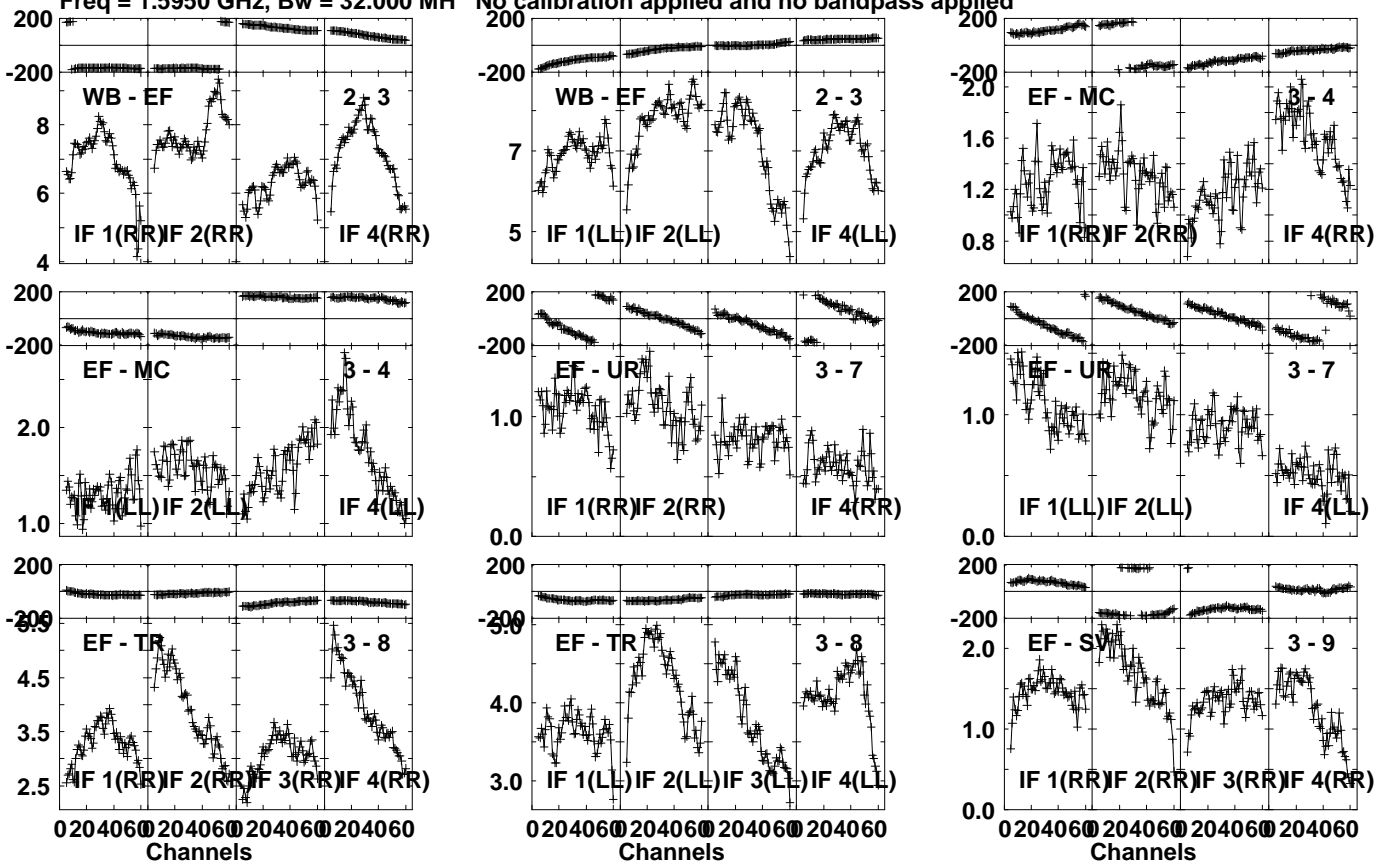 Freq = 1.5950 GHz, Bw = 32.000 MH No calibration applied and no bandpass applied
200
-200
WB - EF 2 - 3
8
6
4
IF 1(RR) IF 2(RR) IF 4(RR)
WB - EF 2 - 3
7
5
IF 1(LL) IF 2(LL) IF 4(LL)
200
-200
2.0
EF - MC 3 - 4
1.6
1.2
0.8
IF 1(RR) IF 2(RR) IF 4(RR)
200
-200
EF - MC 3 - 4
2.0
1.0
IF 1(LL) IF 2(LL) IF 4(LL)
200
-200
EF - UR 3 - 7
1.0
0.0
IF 1(RR) IF 2(RR) IF 4(RR)
200
-200
EF - UR 3 - 7
1.0
0.0
IF 1(LL) IF 2(LL) IF 4(LL)
200
-200
5.5
EF - TR 3 - 8
4.5
3.5
2.5
IF 1(RR) IF 2(RR) IF 3(RR) IF 4(RR)
200
-200
5.0
EF - TR 3 - 8
4.0
3.0
IF 1(LL) IF 2(LL) IF 3(LL) IF 4(LL)
200
-200
2.0
EF - SV 3 - 9
1.0
0.0
IF 1(RR) IF 2(RR) IF 3(RR) IF 4(RR)
0 20 40 60 0 20 40 60 0 20 40 60 0 20 40 60
Channels
0 20 40 60 0 20 40 60 0 20 40 60 0 20 40 60
Channels
0 20 40 60 0 20 40 60 0 20 40 60 0 20 40 60
Channels